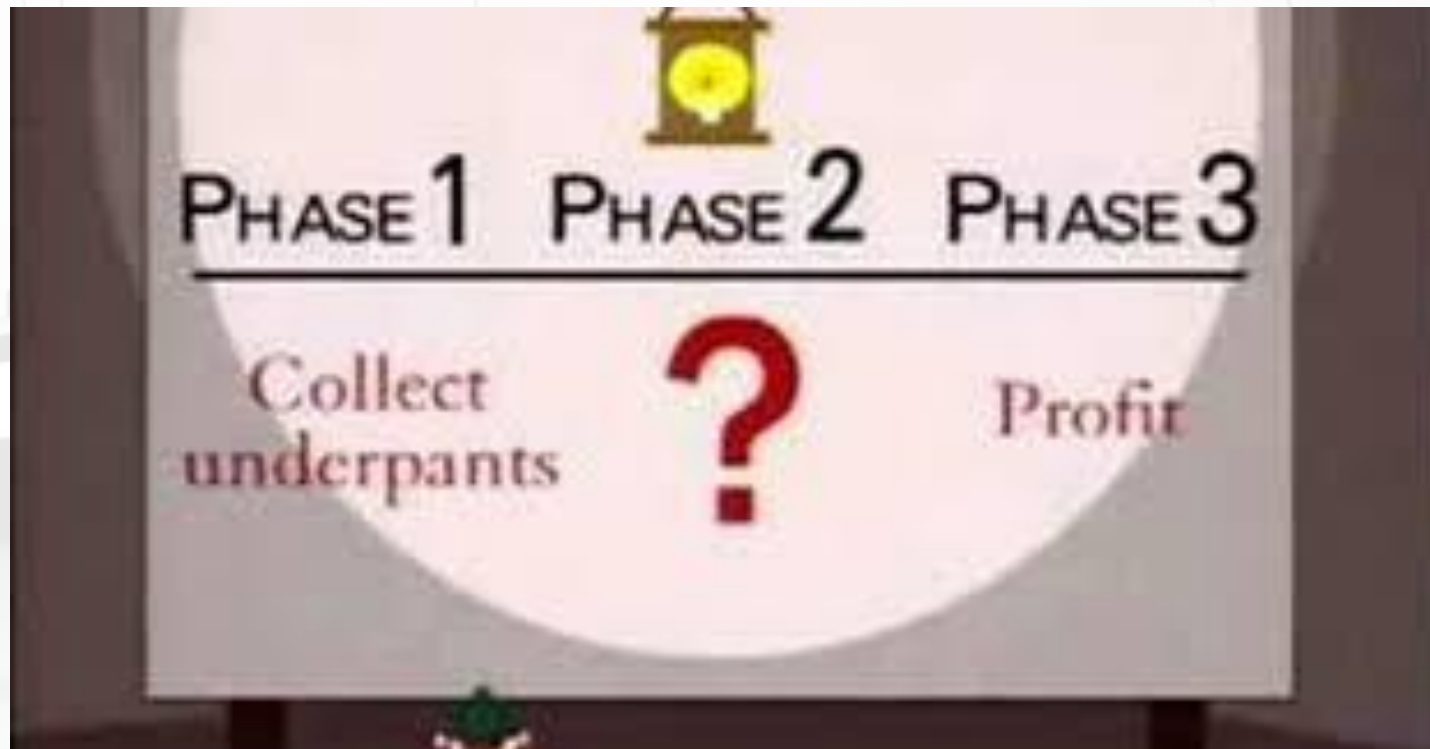 PHASE 1 PHASE 2 PHASE 3
Collect
underpants
?
Profit